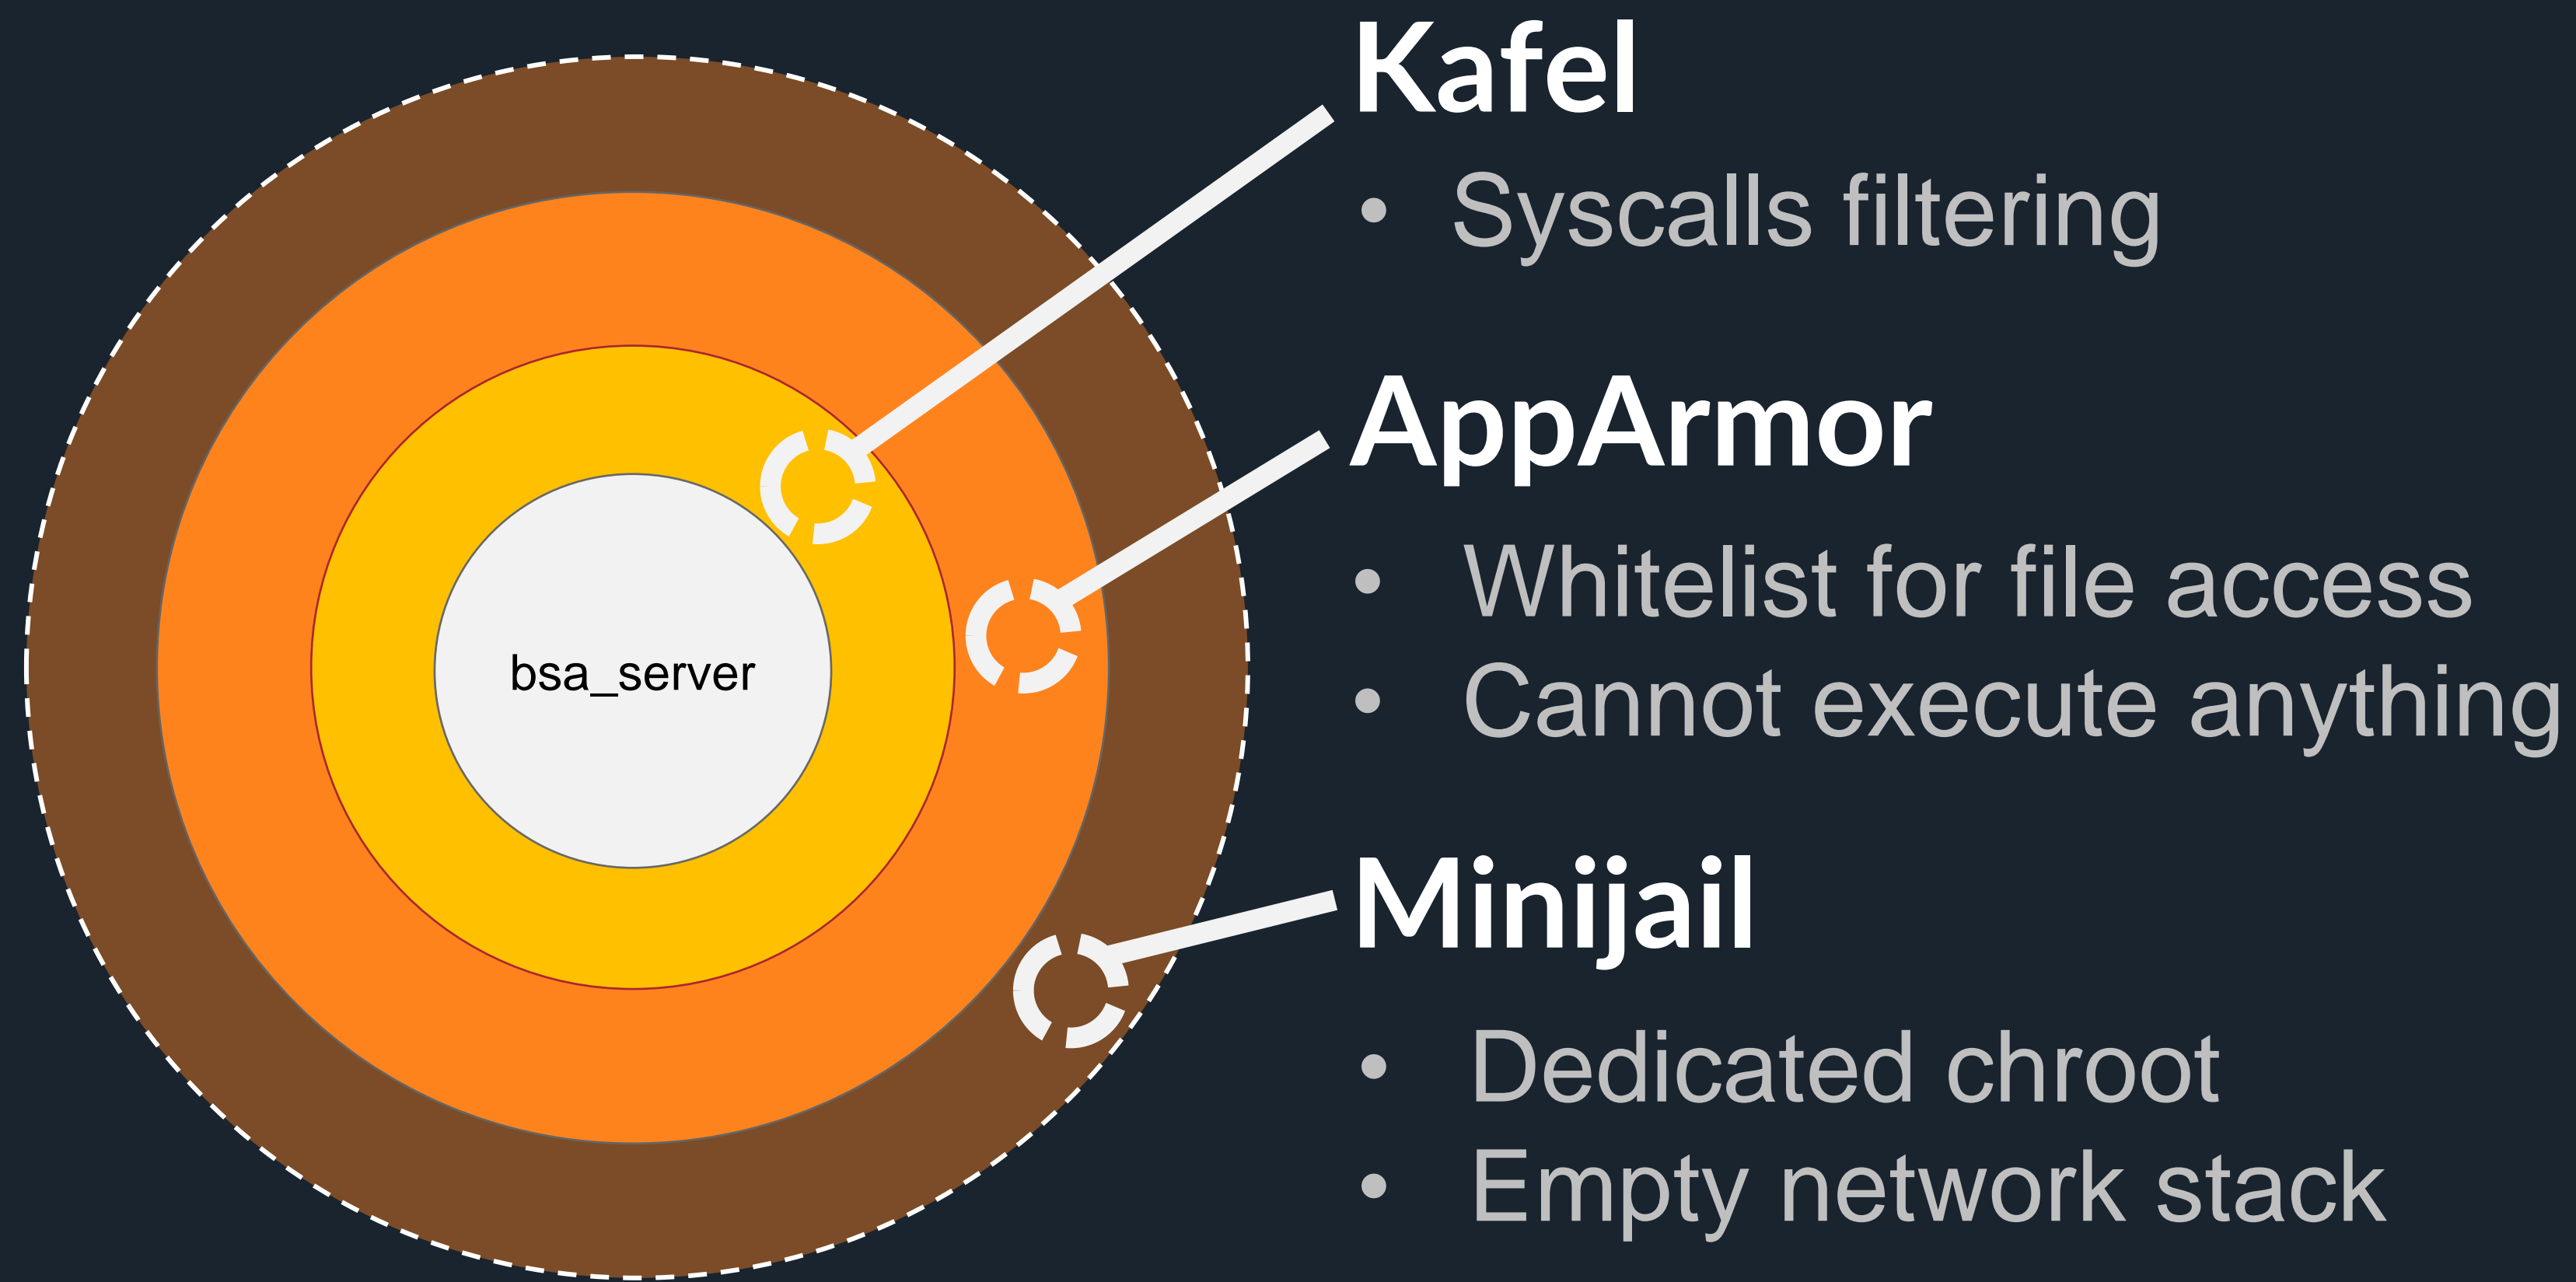 Kafel
• Syscalls filtering
AppArmor
• Whitelist for file access
• Cannot execute anything
Minijail
• Dedicated chroot
• Empty network stack
bsa_server